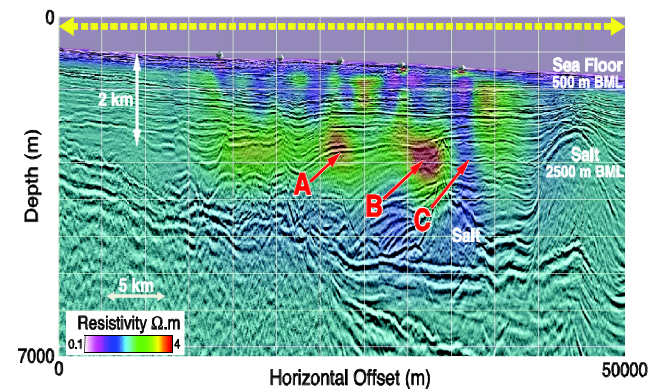 0
Sea Floor
500 m BML
2 km
Depth (m)
Salt
2500 m BML
A
B
C
Salt
5 km
Resistivity Ω.m
0.1
4
7000
0
Horizontal Offset (m)
50000